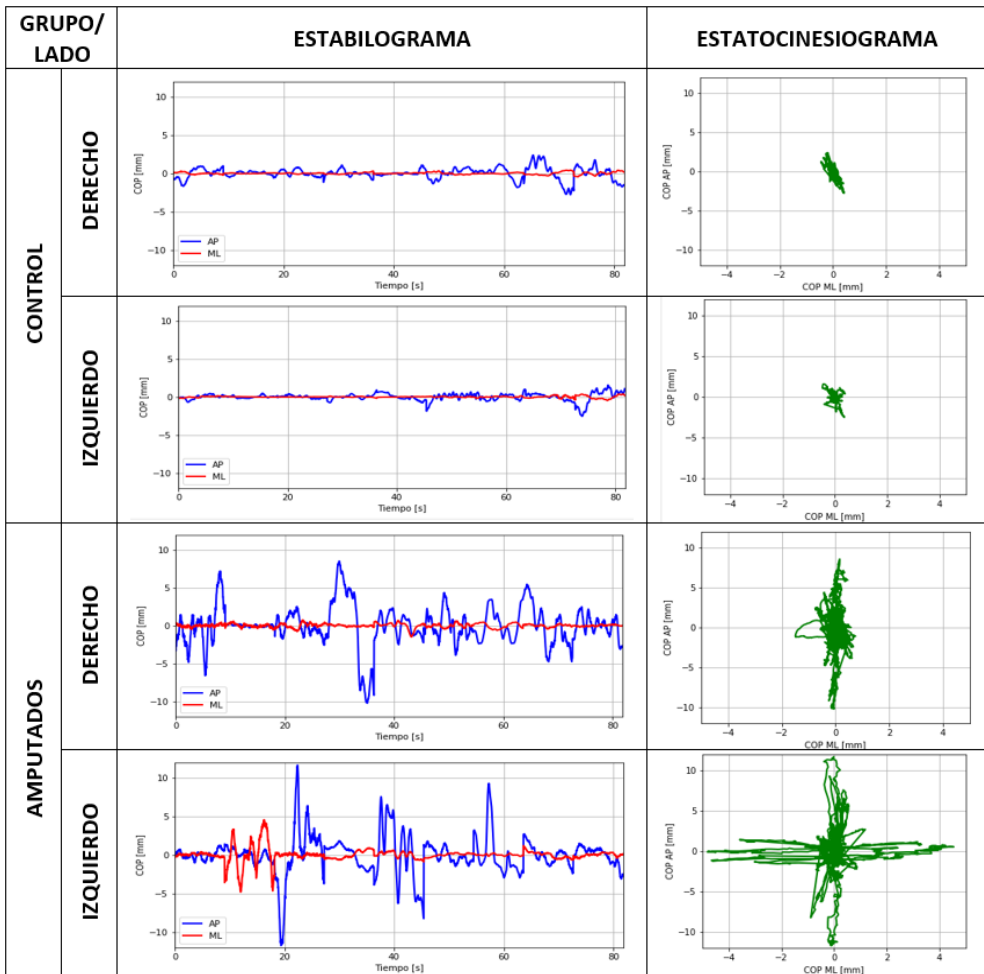 GRUPO/
LADO
ESTABILOGRAMA
ESTATOCINESIOGRAMA
CONTROL
DERECHO
10
5
0
−5
−10
COP [mm]
AP
ML
0 20 40 60 80
Tiempo [s]
10
5
0
−5
−10
COP AP [mm]
−4 −2 0 2 4
COP ML [mm]
IZQUIERDO
10
5
0
−5
−10
COP [mm]
AP
ML
0 20 40 60 80
Tiempo [s]
10
5
0
−5
−10
COP AP [mm]
−4 −2 0 2 4
COP ML [mm]
AMPUTADOS
DERECHO
10
5
0
−5
−10
COP [mm]
AP
ML
0 20 40 60 80
Tiempo [s]
10
5
0
−5
−10
COP AP [mm]
−4 −2 0 2 4
COP ML [mm]
IZQUIERDO
10
5
0
−5
−10
COP [mm]
AP
ML
0 20 40 60 80
Tiempo [s]
10
5
0
−5
−10
COP AP [mm]
−4 −2 0 2 4
COP ML [mm]